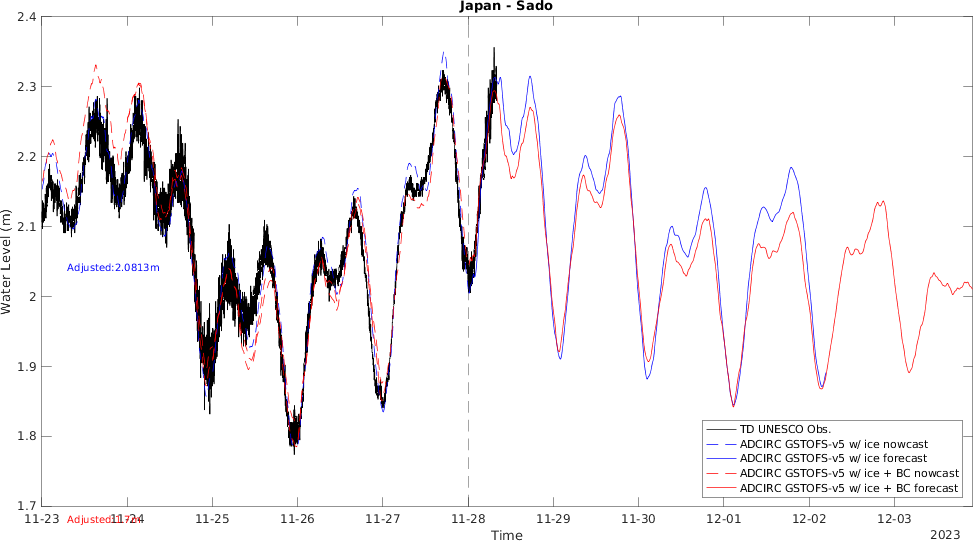 Japan - Sado
2.4
2.3
2.2
2.1
2
1.9
1.8
1.7
Water Level (m)
Adjusted:2.0813m
TD UNESCO Obs.
ADCIRC GSTOFS-v5 w/ ice nowcast
ADCIRC GSTOFS-v5 w/ ice forecast
ADCIRC GSTOFS-v5 w/ ice + BC nowcast
ADCIRC GSTOFS-v5 w/ ice + BC forecast
11-23 11-24 11-25 11-26 11-27 11-28 11-29 11-30 12-01 12-02 12-03
Time
2023